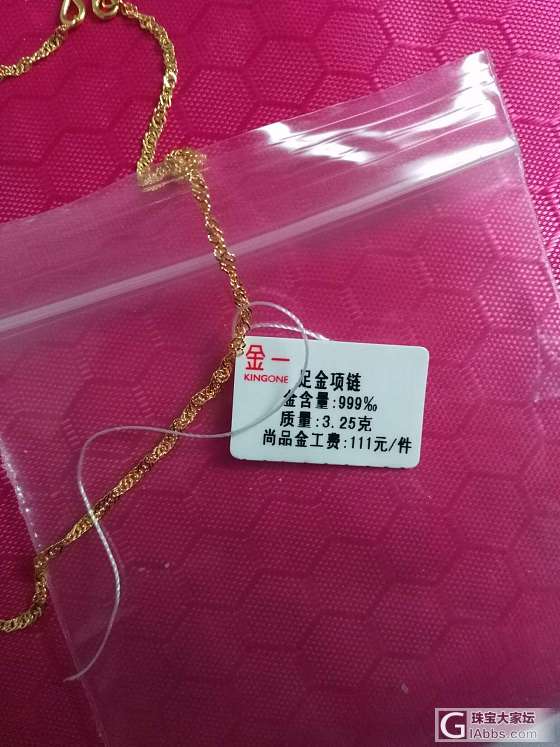 金一
KINGONE
足金项链
金含量:999‰
质量:3.25克
尚品金工费:111元/件
G 珠宝大家坛
GIAbbs.com